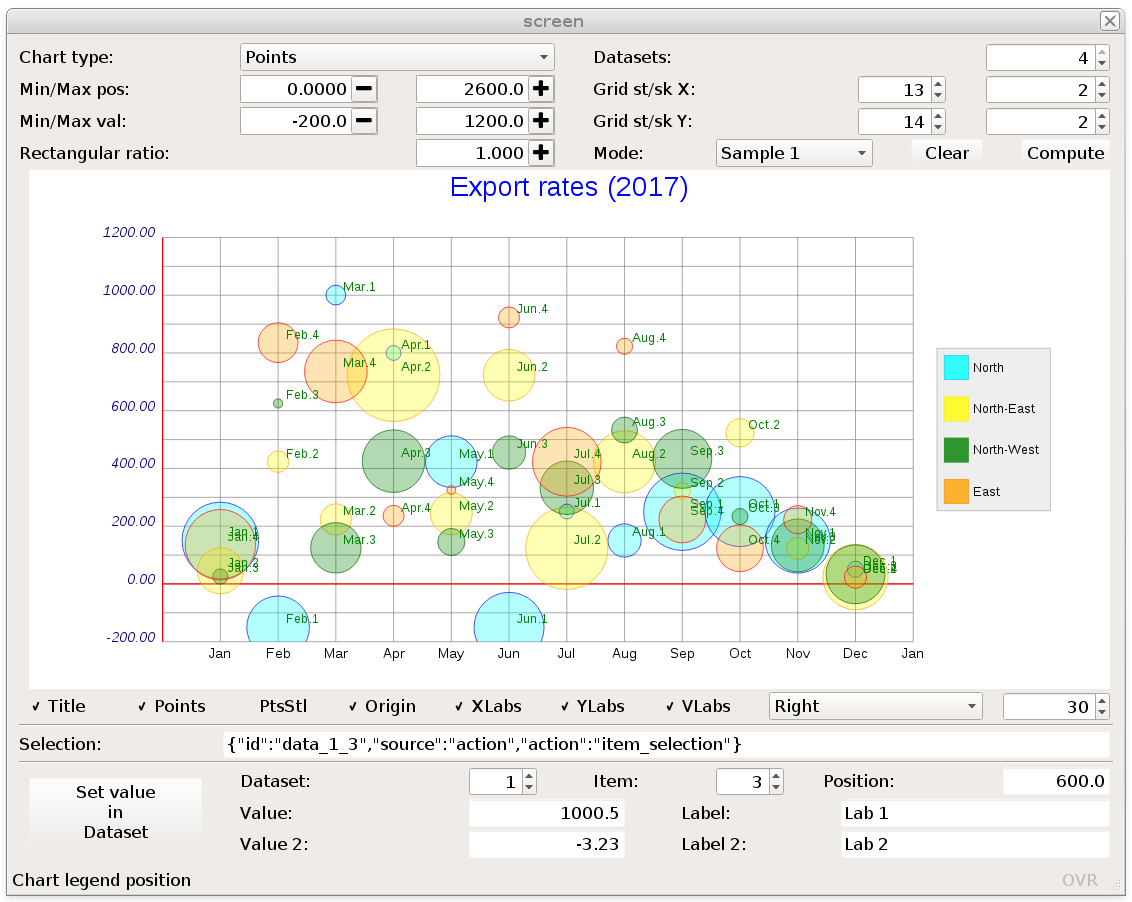 screen
Chart type: Points Datasets: 4
Min/Max pos: 0.0000 2600.0 Grid st/sk X: 13 2
Min/Max val: -200.0 1200.0 Grid st/sk Y: 14 2
Rectangular ratio: 1.000 Mode: Sample 1 Clear Compute
Export rates (2017)
1200.00
1000.00
800.00
600.00
400.00
200.00
0.00
-200.00
Mar.1
Jun.4
Feb.4
Aug.4
Apr.1
Mar.4
Apr.2
Jun.2
Feb.3
Aug.3
Oct.2
Jun.3
Feb.2
Apr.3
May.1
Jul.4
Aug.2
Sep.3
May.4
Jul.3
Sep.2
Mar.2
Apr.4
May.2
Jul.1
Sep.1
Sep.4
Oct.1
Oct.3
Nov.4
Jan.1
Jan.4
Mar.3
May.3
Jul.2
Aug.1
Oct.4
Nov.1
Nov.2
Jan.2
Jan.3
Dec.1
Feb.1
Jun.1
Jan Feb Mar Apr May Jun Jul Aug Sep Oct Nov Dec Jan
North
North-East
North-West
East
Title Points PtsStl Origin XLabs YLabs VLabs Right 30
Selection: {"id":"data_1_3","source":"action","action":"item_selection"}
Set value
in
Dataset
Dataset: 1 Item: 3 Position: 600.0
Value: 1000.5 Label: Lab 1
Value 2: -3.23 Label 2: Lab 2
Chart legend position OVR